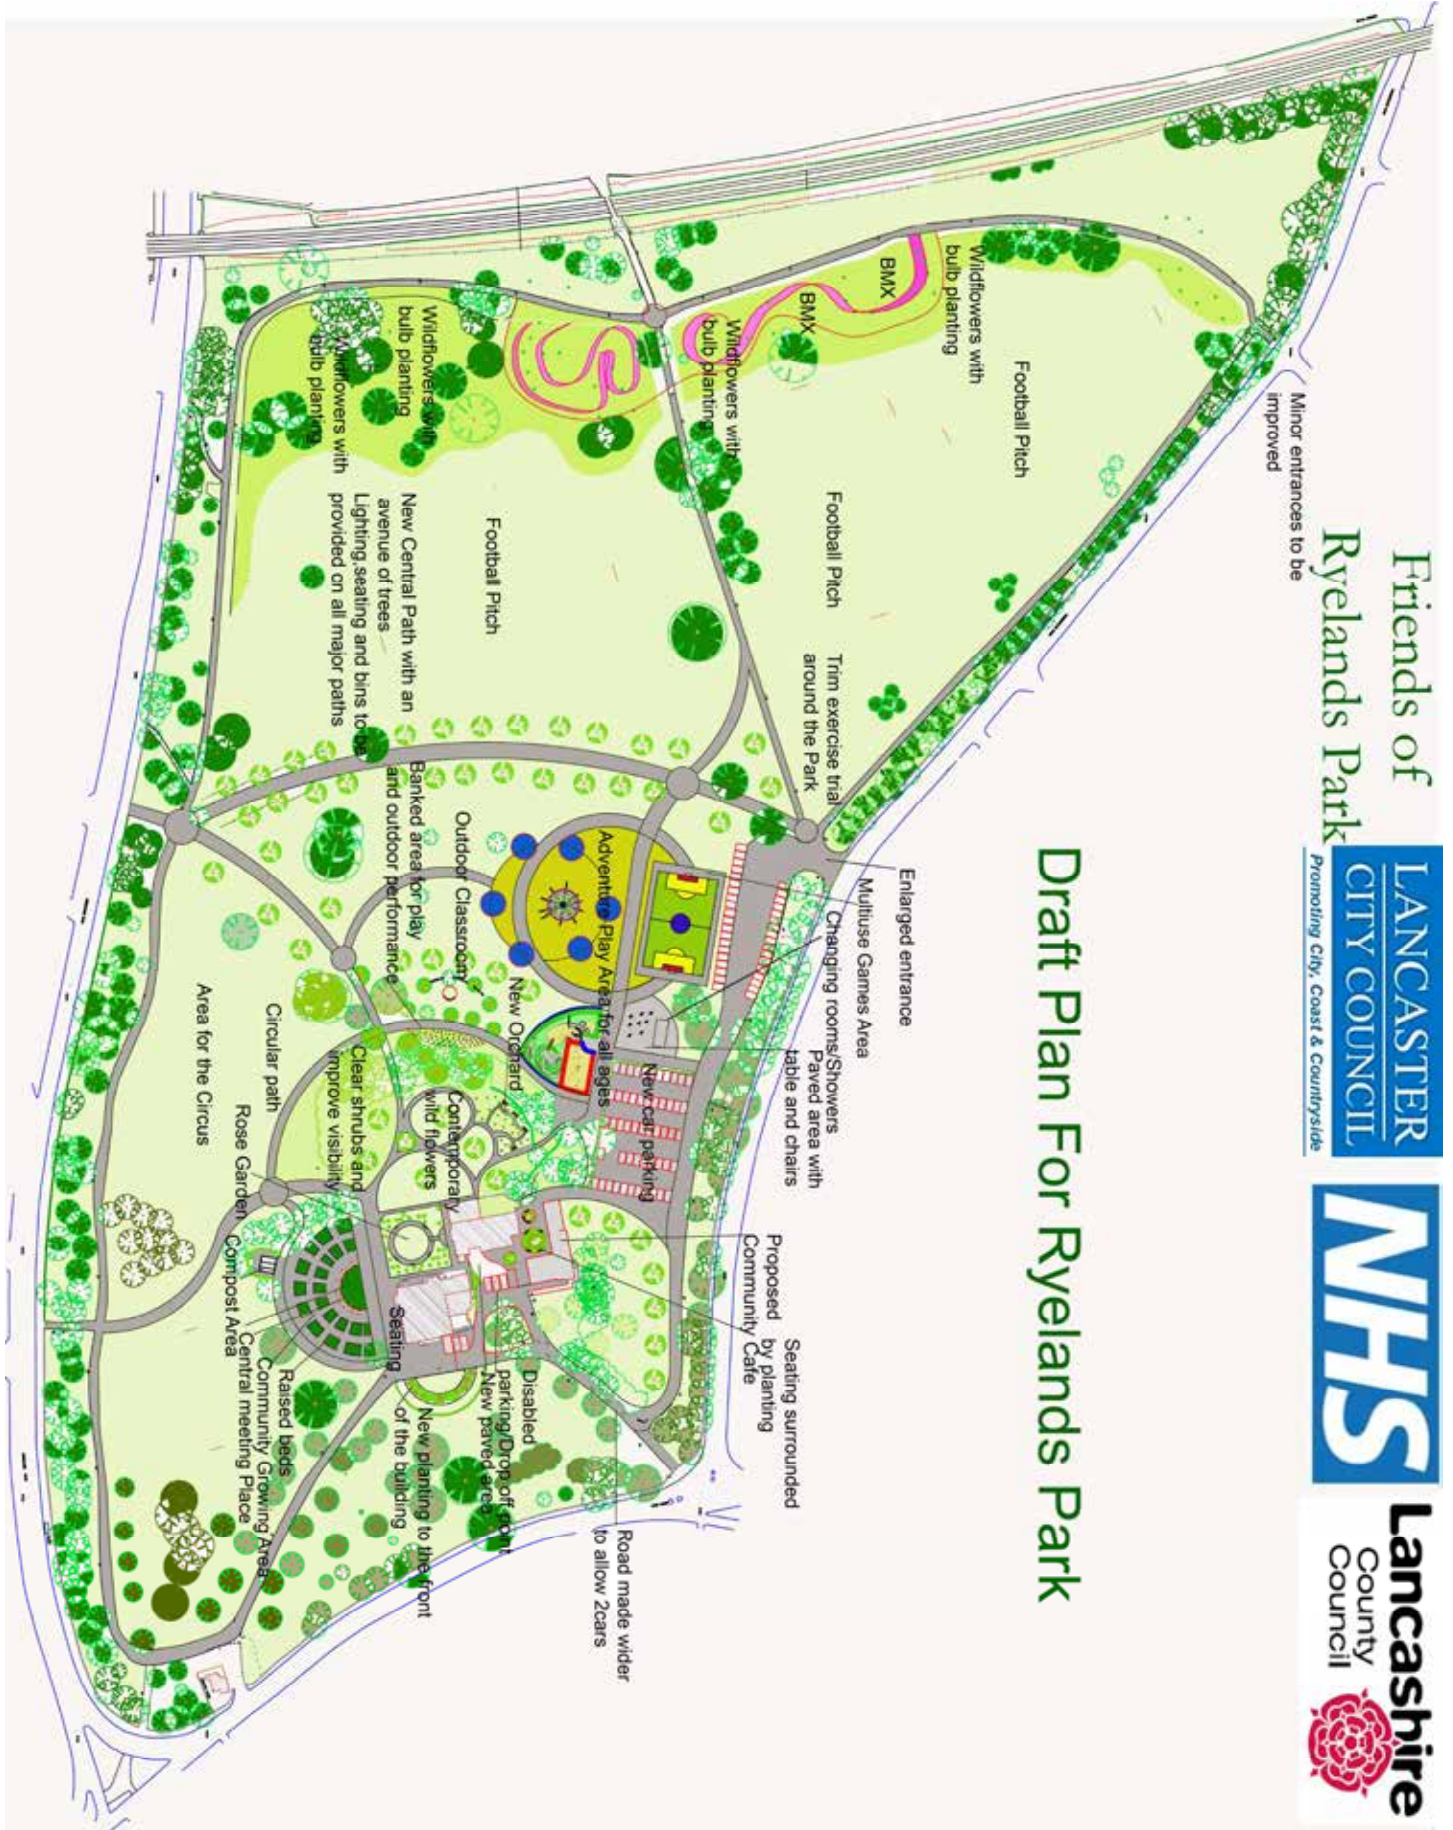 Friends of
Ryelands Park
LANCASTER
CITY COUNCIL
Promoting City, Coast & Countryside
NHS
Lancashire
County
Council
Draft Plan For Ryelands Park
Minor entrances to be
improved
Wildflowers with
bulb planting
BMX
BMX
Wildflowers with
bulb planting
Wildflowers with
bulb planting
Wildflowers with
bulb planting
Football Pitch
Football Pitch
Football Pitch
Trim exercise trial
around the Park
New Central Path with an
avenue of trees
Lighting,seating and bins to be
provided on all major paths
Enlarged entrance
Multiuse Games Area
Changing rooms/Showers
Paved area with
table and chairs
Adventure Play Area for all ages
Outdoor Classroom
Banked area for play
and outdoor performance
New Orchard
New car parking
Contemporary
wild flowers
Clear shrubs and
improve visibility
Circular path
Area for the Circus
Rose Garden
Compost Area
Proposed
Community Cafe
Seating surrounded
by planting
Seating
Disabled
parking/Drop off point
New paved area
New planting to the front
of the building
Raised beds
Community Growing Area
Central meeting Place
Road made wider
to allow 2cars